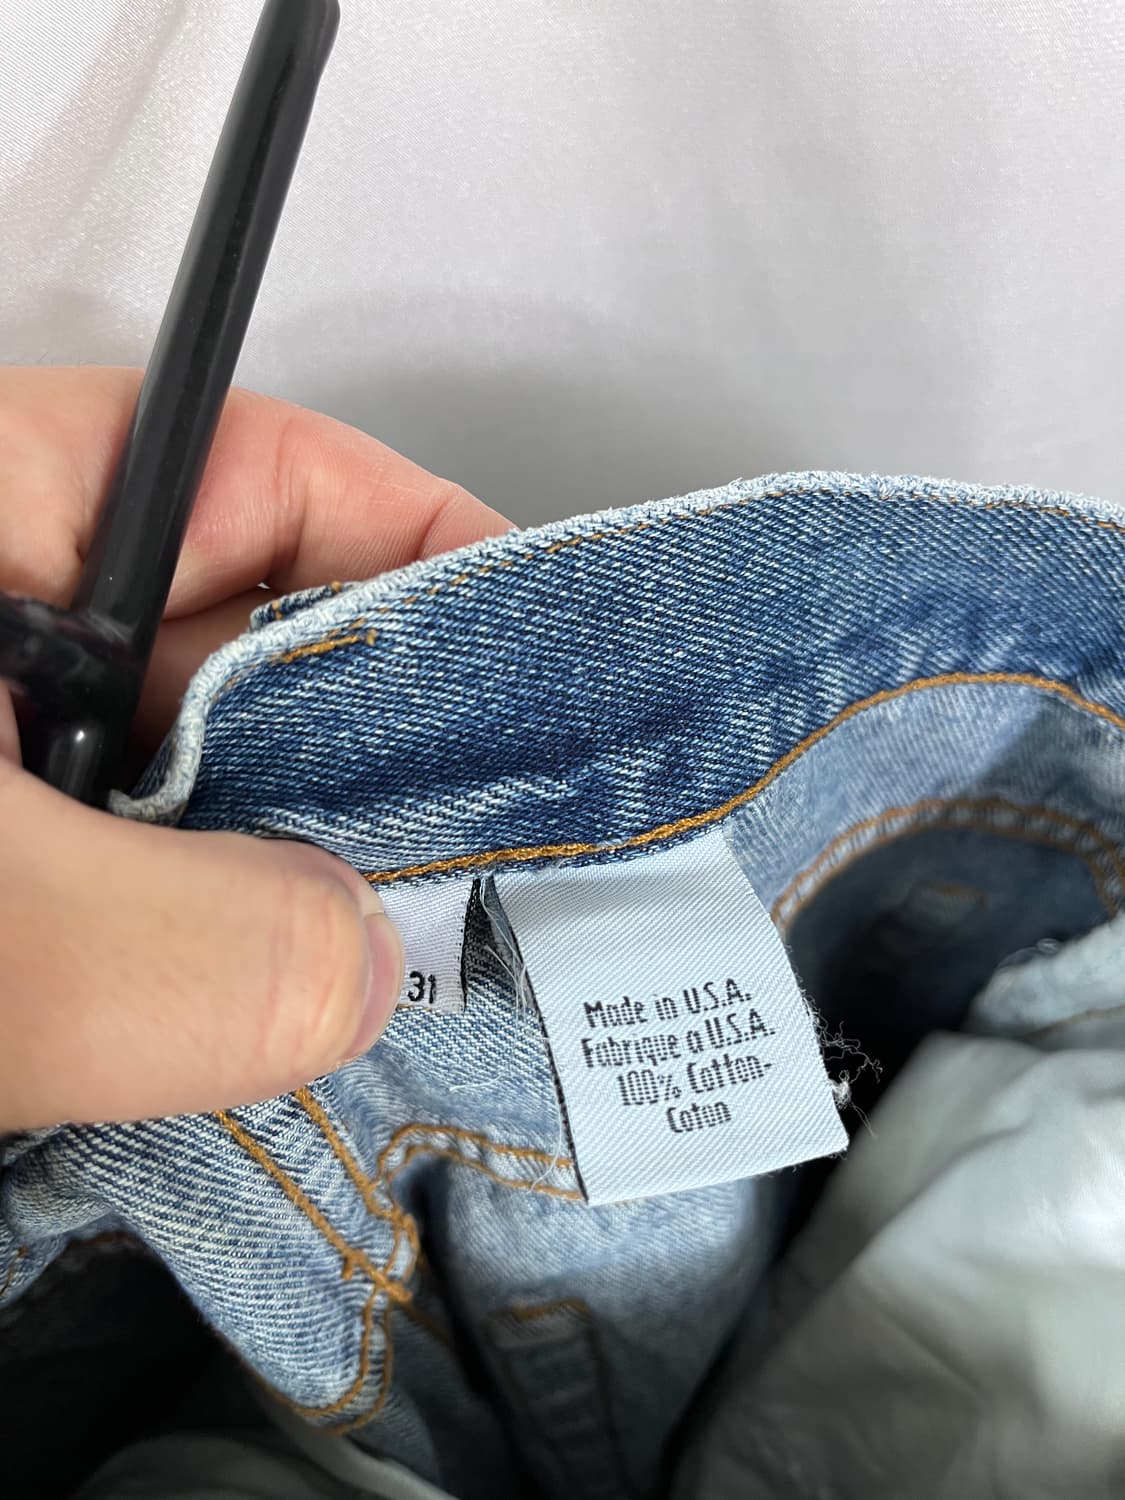 31
Made in U.S.A.
Fabrique a U.S.A.
100% Cotton-
Coton